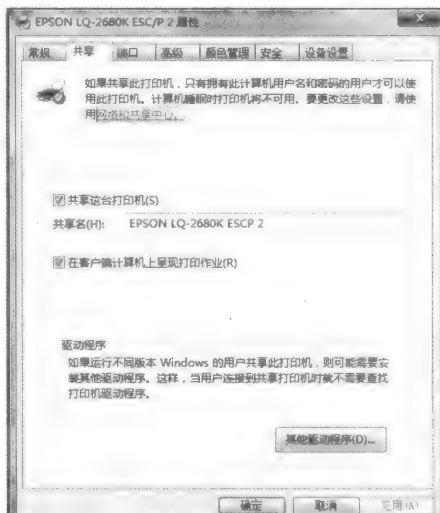 EPSON LQ-2680K ESC/P 2 属性
常规 共享 端口 高级 颜色管理 安全 设备设置
如果共享此打印机，只有拥有此计算机用户名和密码的用户才可以使
用此打印机。计算机睡眠时打印机将不可用。要更改这些设置，请使
用网络和共享中心。
共享这台打印机(S)
共享名(H): EPSON LQ-2680K ESCP 2
在客户端计算机上呈现打印作业(R)
驱动程序
如果运行不同版本 Windows 的用户共享此打印机，则可能需要安
装其他驱动程序。这样，当用户连接到共享打印机时就不需要查找
打印机驱动程序。
其他驱动程序(D)...
确定 取消 应用(A)